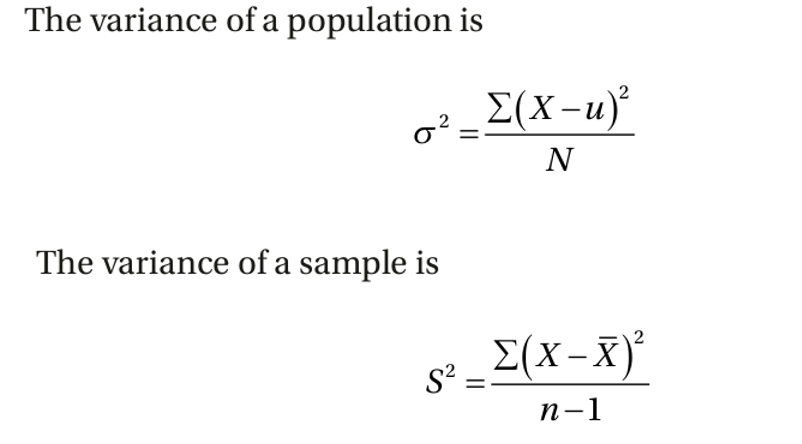 The variance of a population is
σ² = Σ(X – u)² / N
The variance of a sample is
S² = Σ(X – X̄)² / n – 1